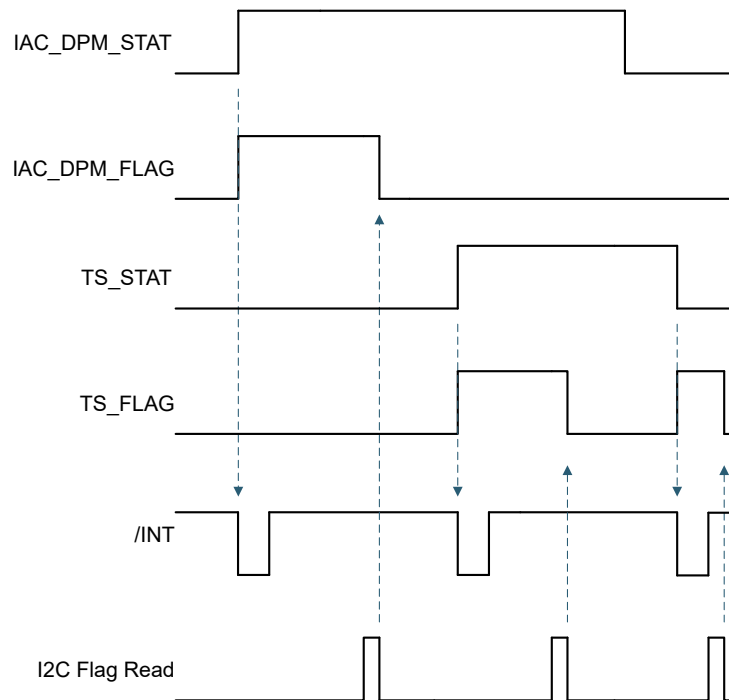 IAC_DPM_STAT
IAC_DPM_FLAG
TS_STAT
TS_FLAG
/INT
I2C Flag Read